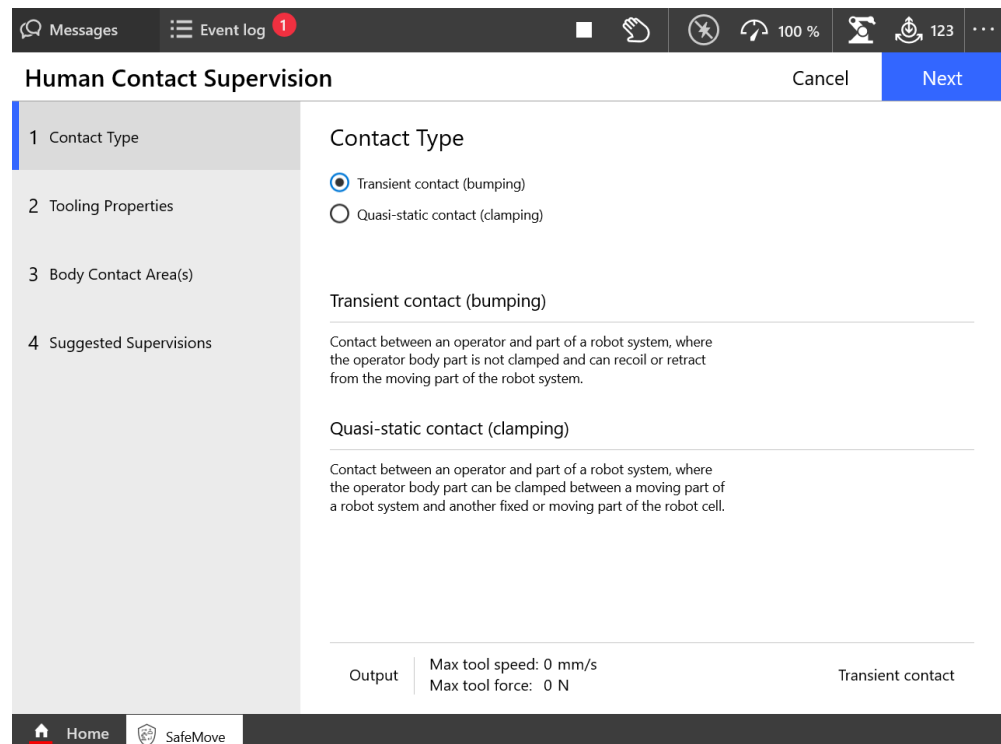 Messages
Event log 1
100 %
123
...
Human Contact Supervision
Cancel
Next
1 Contact Type
2 Tooling Properties
3 Body Contact Area(s)
4 Suggested Supervisions
Contact Type
Transient contact (bumping)
Quasi-static contact (clamping)
Transient contact (bumping)
Contact between an operator and part of a robot system, where
the operator body part is not clamped and can recoil or retract
from the moving part of the robot system.
Quasi-static contact (clamping)
Contact between an operator and part of a robot system, where
the operator body part can be clamped between a moving part of
a robot system and another fixed or moving part of the robot cell.
Output
Max tool speed: 0 mm/s
Max tool force: 0 N
Transient contact
Home
SafeMove